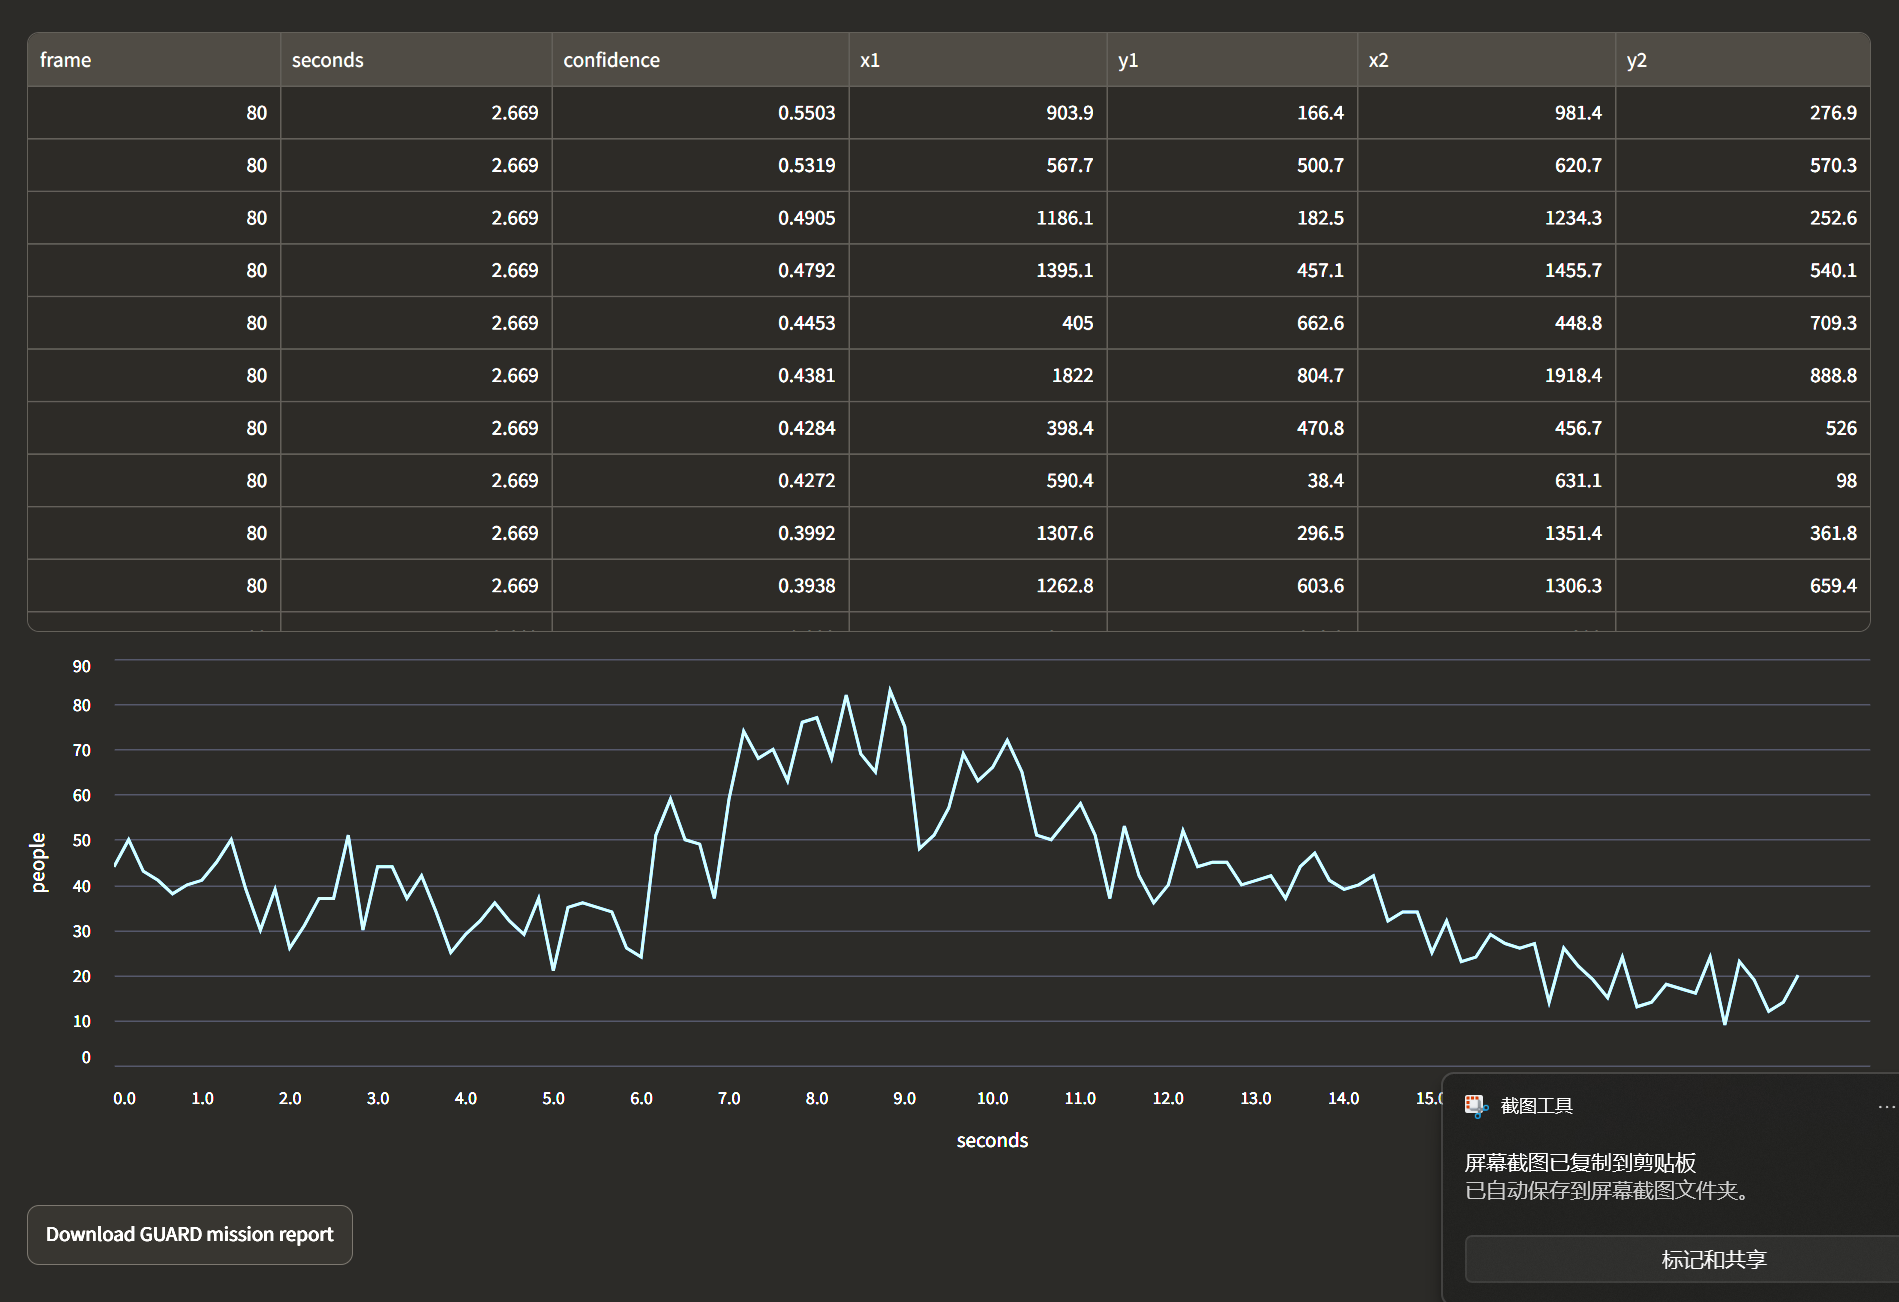 frame seconds confidence x1 y1 x2 y2
80 2.669 0.5503 903.9 166.4 981.4 276.9
80 2.669 0.5319 567.7 500.7 620.7 570.3
80 2.669 0.4905 1186.1 182.5 1234.3 252.6
80 2.669 0.4792 1395.1 457.1 1455.7 540.1
80 2.669 0.4453 405 662.6 448.8 709.3
80 2.669 0.4381 1822 804.7 1918.4 888.8
80 2.669 0.4284 398.4 470.8 456.7 526
80 2.669 0.4272 590.4 38.4 631.1 98
80 2.669 0.3992 1307.6 296.5 1351.4 361.8
80 2.669 0.3938 1262.8 603.6 1306.3 659.4
90
80
70
60
50
40
30
20
10
0
people
0.0 1.0 2.0 3.0 4.0 5.0 6.0 7.0 8.0 9.0 10.0 11.0 12.0 13.0 14.0 15.0
seconds
Download GUARD mission report
截图工具
屏幕截图已复制到剪贴板
已自动保存到屏幕截图文件夹。
标记和共享